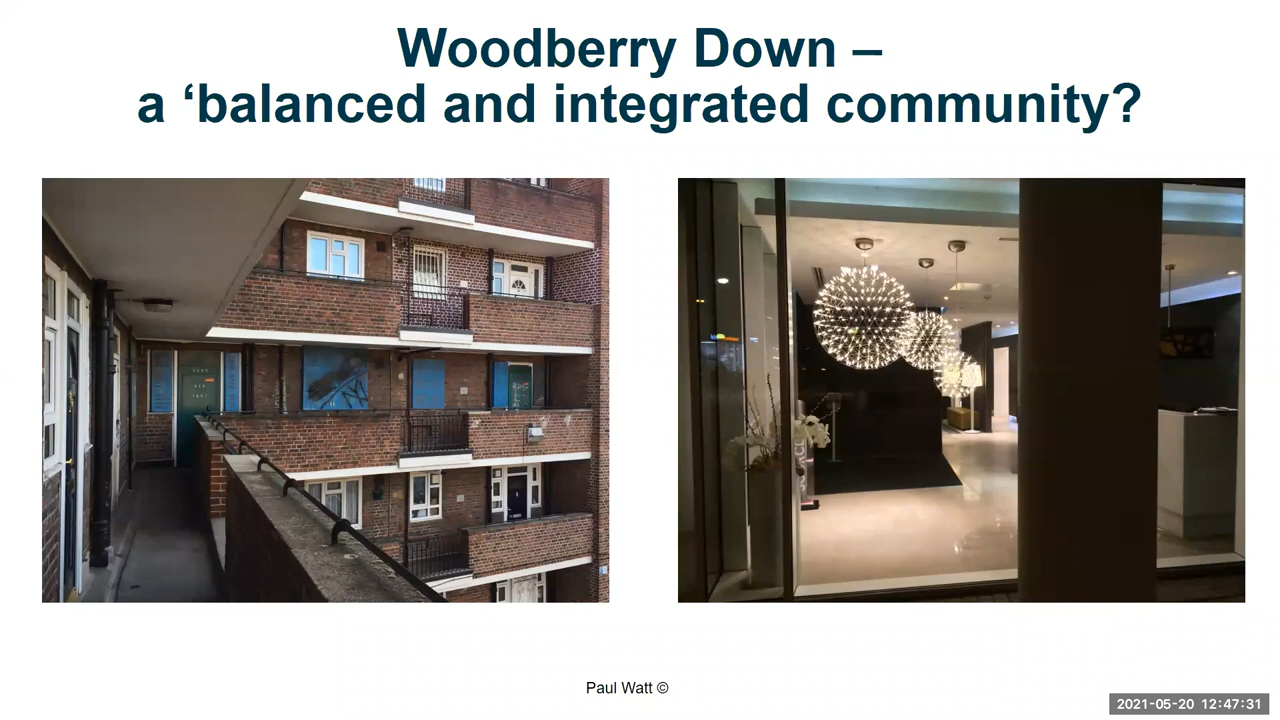 Woodberry Down –
a ‘balanced and integrated community?
Paul Watt ©
2021-05-20 12:47:31